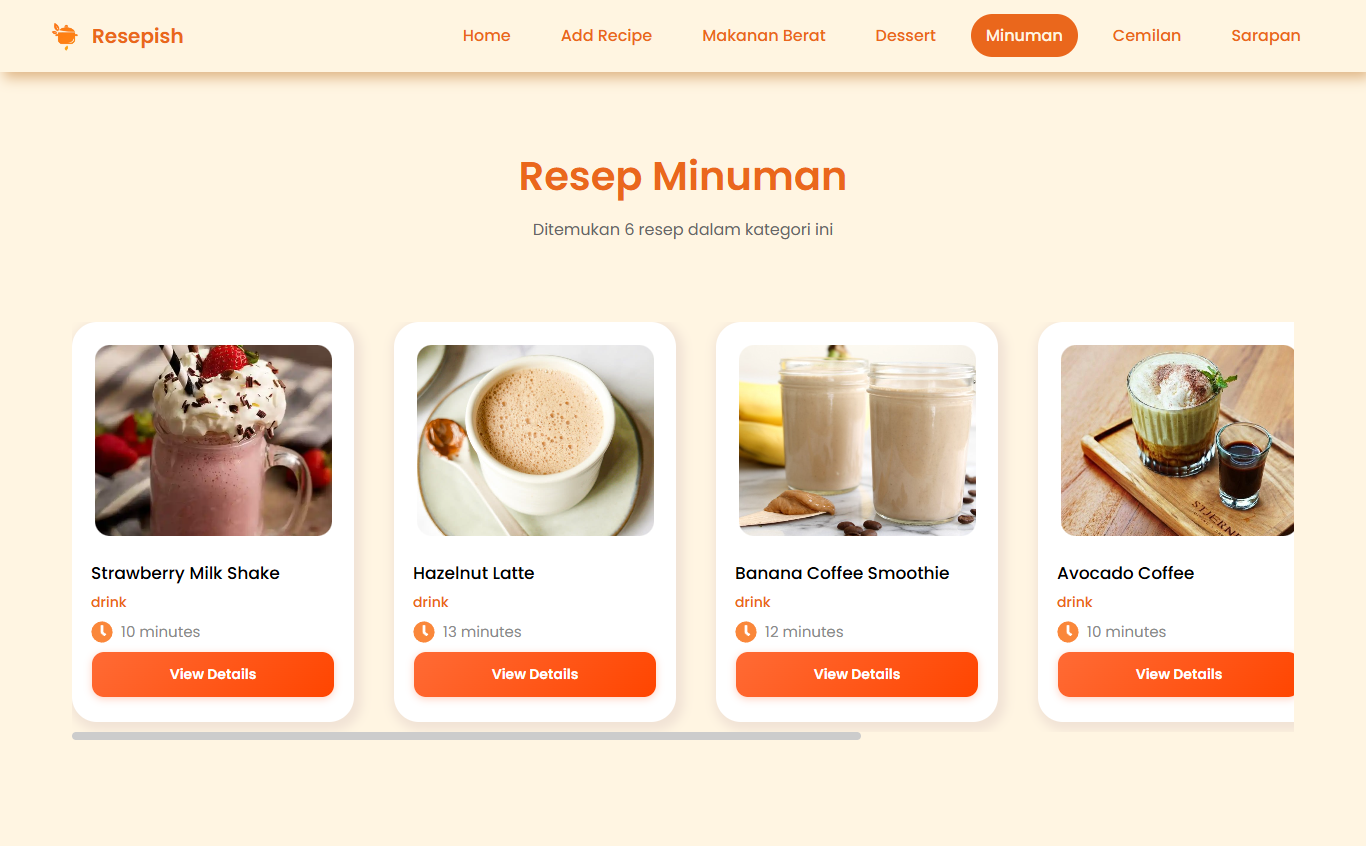 Resepish
Home
Add Recipe
Makanan Berat
Dessert
Minuman
Cemilan
Sarapan
Resep Minuman
Ditemukan 6 resep dalam kategori ini
Strawberry Milk Shake
drink
10 minutes
View Details
Hazelnut Latte
drink
13 minutes
View Details
Banana Coffee Smoothie
drink
12 minutes
View Details
Avocado Coffee
drink
10 minutes
View Details